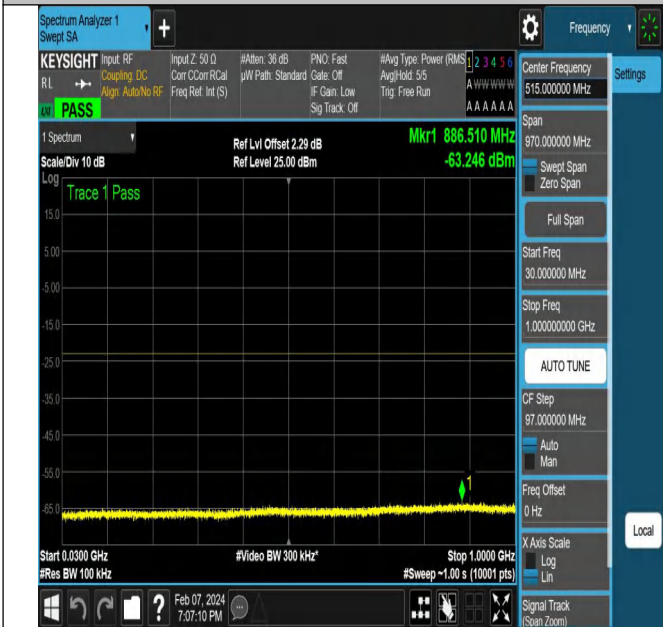 Spectrum Analyzer 1
Swept SA
+
Frequency
KEYSIGHT
RL
PASS
Input: RF
Coupling: DC
Align: Auto/No RF
Input Z: 50 Ω
Corr CCorr RCal
Freq Ref: Int (S)
#Atten: 36 dB
µW Path: Standard
PNO: Fast
Gate: Off
IF Gain: Low
Sig Track: Off
#Avg Type: Power (RMS
Avg|Hold: 5/5
Trig: Free Run
1 2 3 4 5 6
A W W W W W
A A A A A A
1 Spectrum
Scale/Div 10 dB
Ref Lvl Offset 2.29 dB
Ref Level 25.00 dBm
Mkr1 886.510 MHz
-63.246 dBm
Log
Trace 1 Pass
15.0
5.00
-5.00
-15.0
-25.0
-35.0
-45.0
-55.0
-65.0
1
Start 0.0300 GHz
#Res BW 100 kHz
#Video BW 300 kHz*
Stop 1.0000 GHz
#Sweep ~1.00 s (10001 pts)
?
Feb 07, 2024
7:07:10 PM
Center Frequency
515.000000 MHz
Settings
Span
970.000000 MHz
Swept Span
Zero Span
Full Span
Start Freq
30.000000 MHz
Stop Freq
1.000000000 GHz
AUTO TUNE
CF Step
97.000000 MHz
Auto
Man
Freq Offset
0 Hz
Local
X Axis Scale
Log
Lin
Signal Track
(Span Zoom)